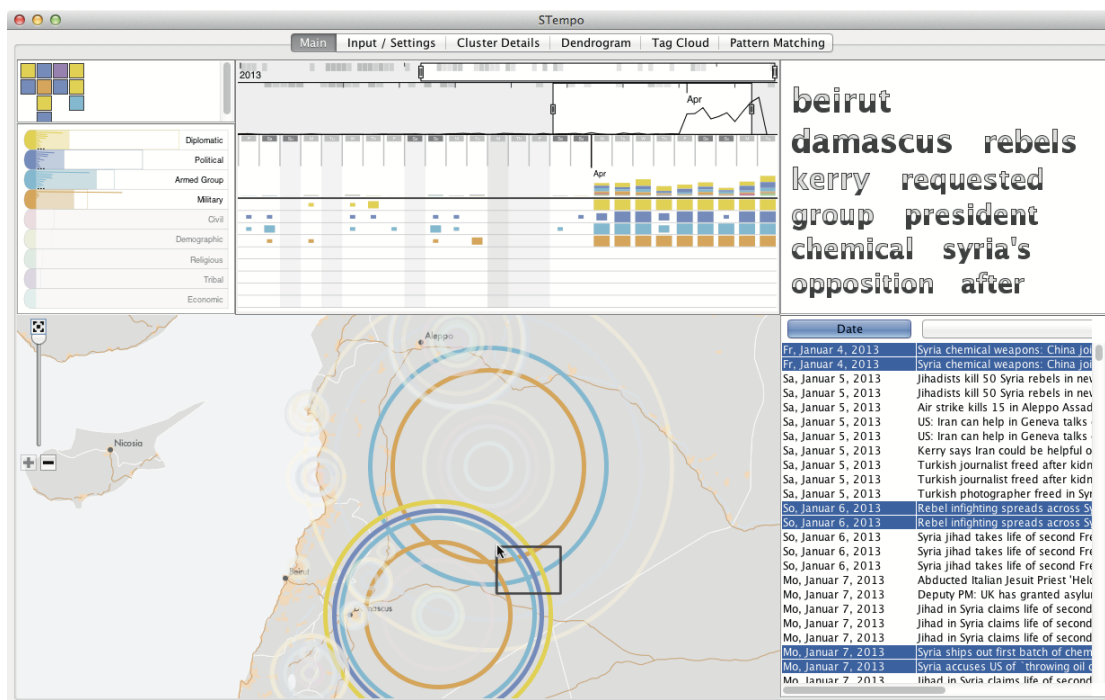 STempo
Main Input / Settings Cluster Details Dendrogram Tag Cloud Pattern Matching
2013
Apr
Apr
Diplomatic
Political
Armed Group
Military
Civil
Demographic
Religious
Tribal
Economic
beirut
damascus rebels
kerry requested
group president
chemical syria's
opposition after
Aleppo
Nicosia
Beirut
Date
Fr, Januar 4, 2013 Syria chemical weapons: China joi
Fr, Januar 4, 2013 Syria chemical weapons: China joi
Sa, Januar 5, 2013 Jihadists kill 50 Syria rebels in new
Sa, Januar 5, 2013 Jihadists kill 50 Syria rebels in new
Sa, Januar 5, 2013 Air strike kills 15 in Aleppo Assad
Sa, Januar 5, 2013 US: Iran can help in Geneva talks
Sa, Januar 5, 2013 US: Iran can help in Geneva talks
Sa, Januar 5, 2013 Kerry says Iran could be helpful o
Sa, Januar 5, 2013 Turkish journalist freed after kidn
Sa, Januar 5, 2013 Turkish journalist freed after kidn
Sa, Januar 5, 2013 Turkish photographer freed in Syr
So, Januar 6, 2013 Rebel infighting spreads across Sy
So, Januar 6, 2013 Rebel infighting spreads across Sy
So, Januar 6, 2013 Syria jihad takes life of second Fre
So, Januar 6, 2013 Syria jihad takes life of second Fre
So, Januar 6, 2013 Syria jihad takes life of second Fre
Mo, Januar 7, 2013 Abducted Italian Jesuit Priest 'Held
Mo, Januar 7, 2013 Deputy PM: UK has granted asylum
Mo, Januar 7, 2013 Jihad in Syria claims life of second
Mo, Januar 7, 2013 Jihad in Syria claims life of second
Mo, Januar 7, 2013 Jihad in Syria claims life of second
Mo, Januar 7, 2013 Syria ships out first batch of chem
Mo, Januar 7, 2013 Syria accuses US of `throwing oil o
Mo, Januar 7, 2013 Jihad in Syria claims life of second